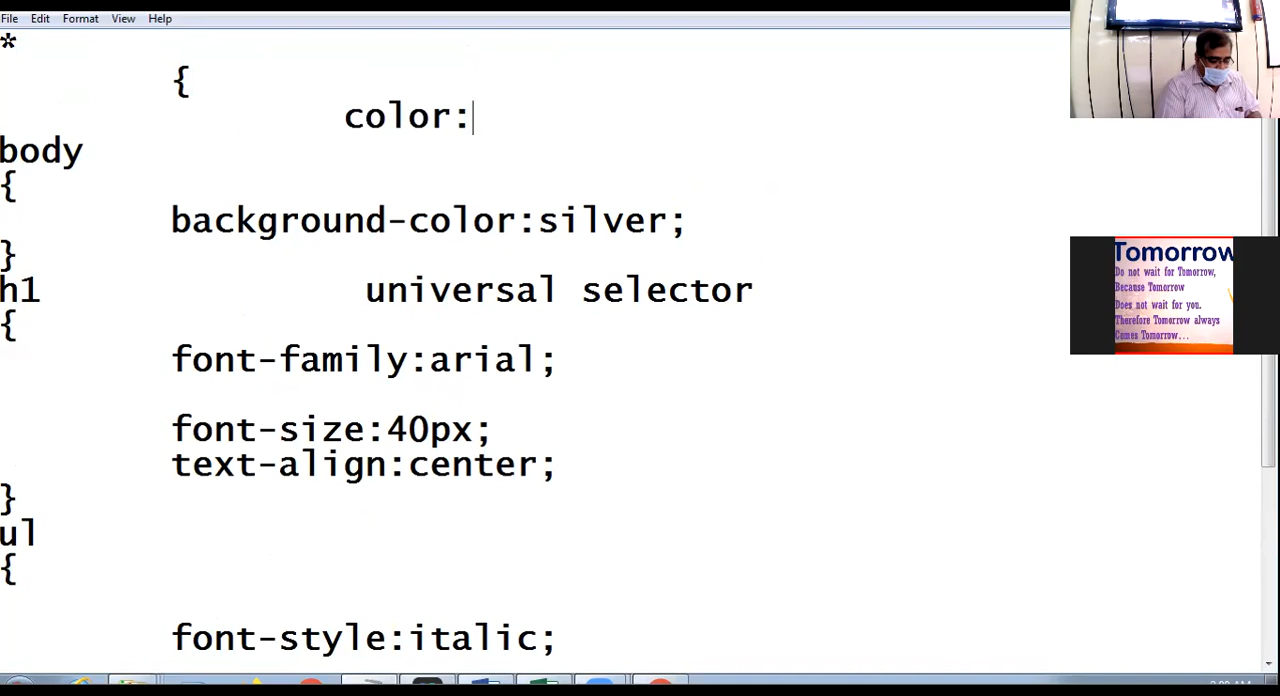 File Edit Format View Help
*
{
color:
body
{
background-color:silver;
}
h1 universal selector
{
font-family:arial;
font-size:40px;
text-align:center;
}
ul
{
font-style:italic;
Tomorrow
Do not wait for Tomorrow,
Because Tomorrow
Does not wait for you.
Therefore Tomorrow always
Comes Tomorrow...